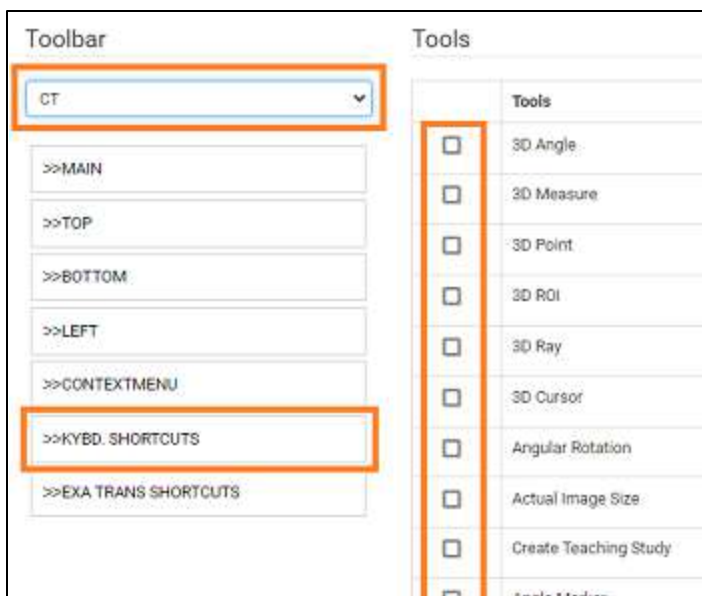 Toolbar
CT
>>MAIN
>>TOP
>>BOTTOM
>>LEFT
>>CONTEXTMENU
>>KYBD. SHORTCUTS
>>EXA TRANS SHORTCUTS
Tools
Tools
3D Angle
3D Measure
3D Point
3D ROI
3D Ray
3D Cursor
Angular Rotation
Actual Image Size
Create Teaching Study